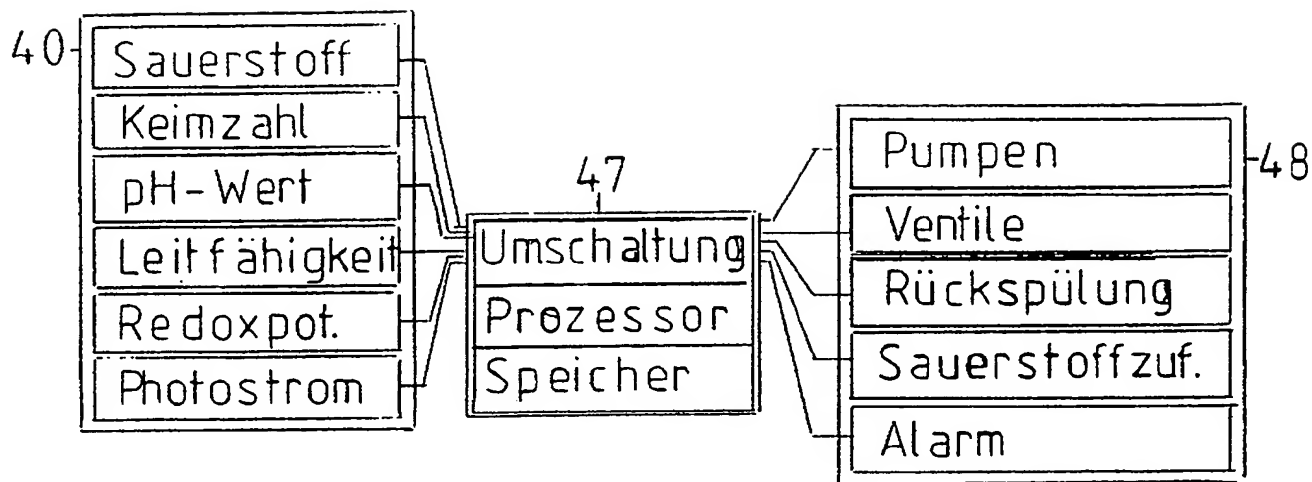 40
Sauerstoff
Keimzahl
pH-Wert
Leitfähigkeit
Redoxpot.
Photostrom
47
Umschaltung
Prozessor
Speicher
48
Pumpen
Ventile
Rückspülung
Sauerstoffzuf.
Alarm